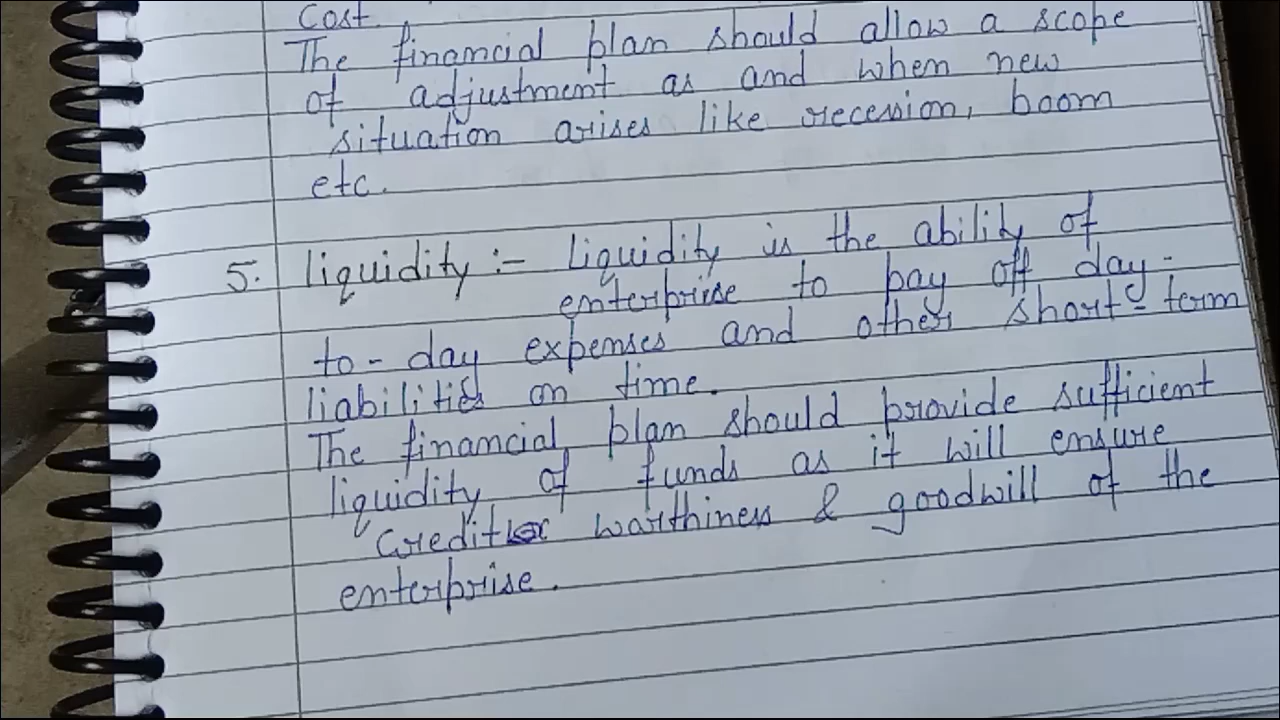 Cost.
The financial plan should allow a scope
of adjustment as and when new
situation arises like recession, boom
etc.
5. liquidity :- liquidity is the ability of
enterprise to pay off day-
to-day expenses and other short-term
liabilities on time.
The financial plan should provide sufficient
liquidity of funds as it will ensure
creditor warthiness & goodwill of the
enterprise.